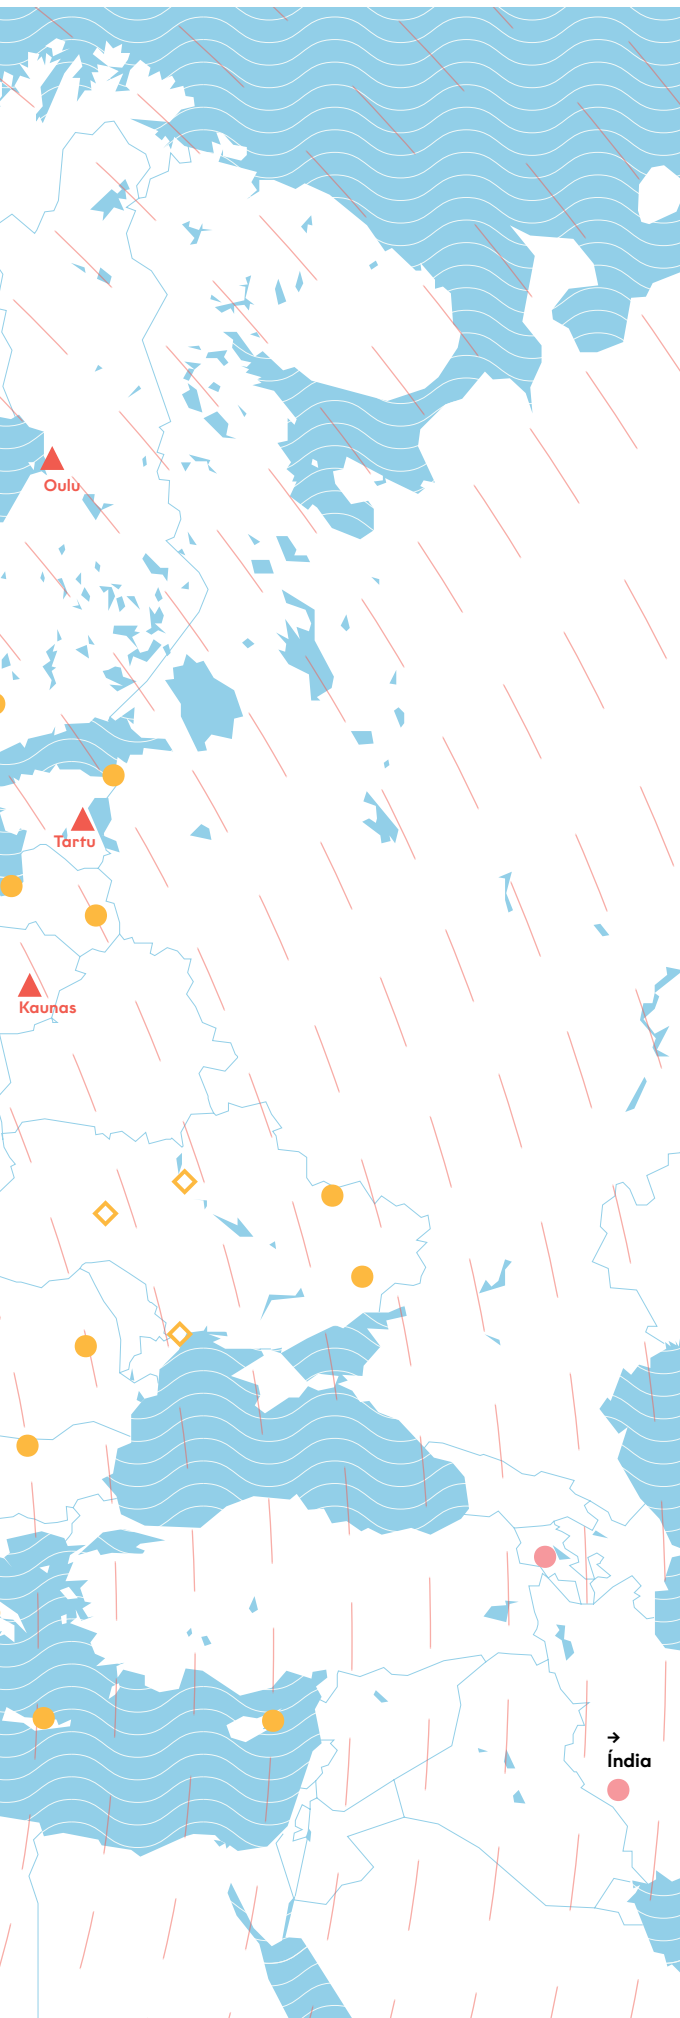 Oulu
Tartu
Kaunas
→
Índia